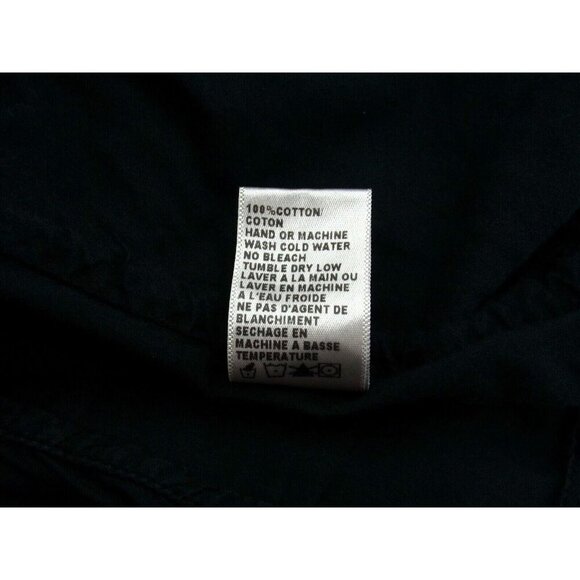 100%COTTON/
COTON
HAND OR MACHINE
WASH COLD WATER
NO BLEACH
TUMBLE DRY LOW
LAVER A LA MAIN OU
LAVER EN MACHINE
A L'EAU FROIDE
NE PAS D'AGENT DE
BLANCHIMENT
SECHAGE EN
MACHINE A BASSE
TEMPERATURE